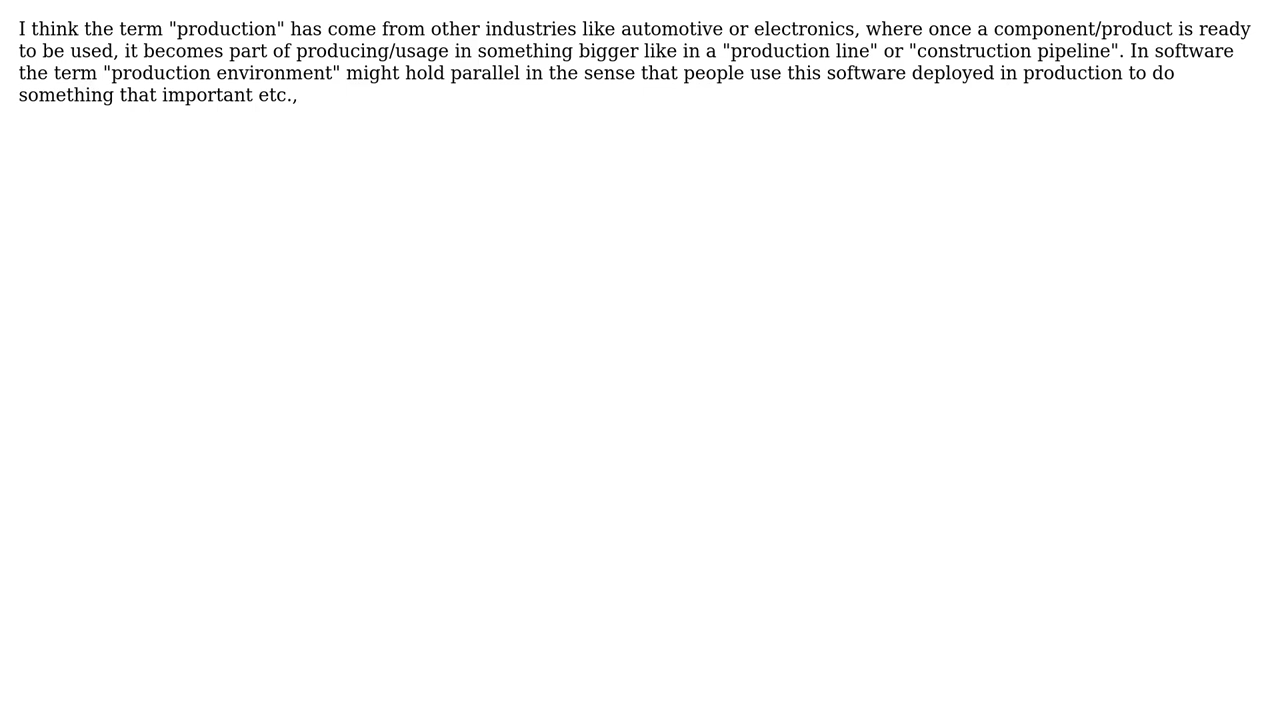 I think the term "production" has come from other industries like automotive or electronics, where once a component/product is ready
to be used, it becomes part of producing/usage in something bigger like in a "production line" or "construction pipeline". In software
the term "production environment" might hold parallel in the sense that people use this software deployed in production to do
something that important etc.,